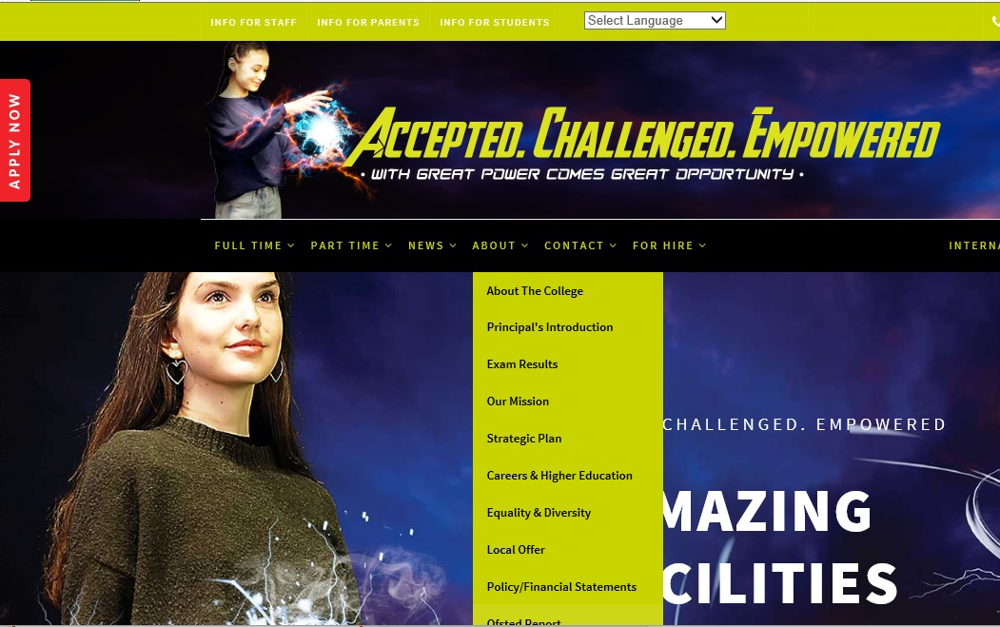 INFO FOR STAFF INFO FOR PARENTS INFO FOR STUDENTS Select Language
APPLY NOW
ACCEPTED. CHALLENGED. EMPOWERED
• WITH GREAT POWER COMES GREAT OPPORTUNITY •
FULL TIME PART TIME NEWS ABOUT CONTACT FOR HIRE INTERNA
About The College
Principal's Introduction
Exam Results
Our Mission
CHALLENGED. EMPOWERED
Strategic Plan
Careers & Higher Education
MAZING
Equality & Diversity
Local Offer
CILITIES
Policy/Financial Statements
Ofsted Report